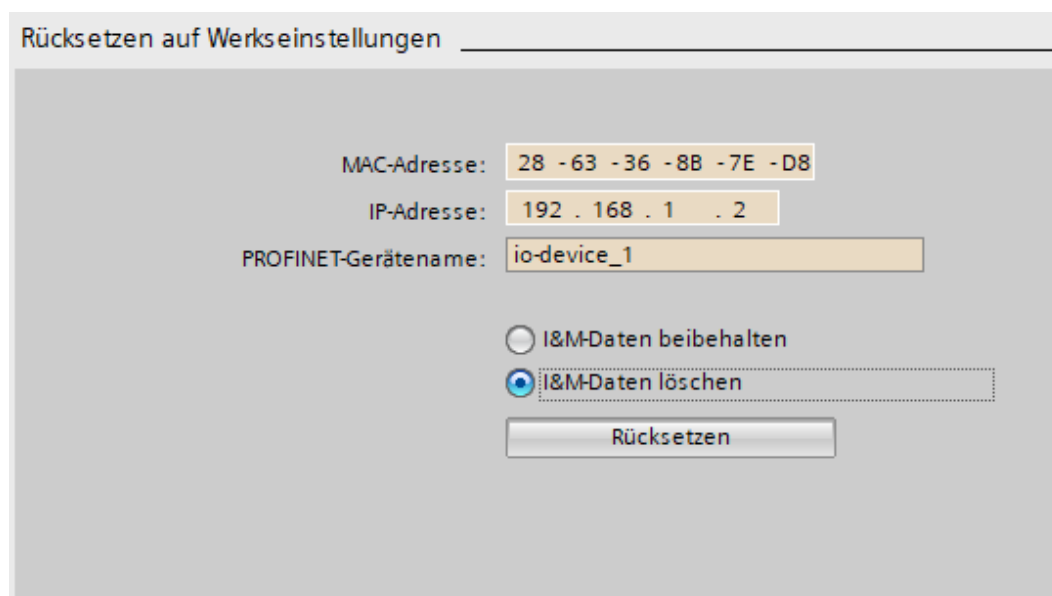 Rücksetzen auf Werkseinstellungen
MAC-Adresse: 28 -63 -36 -8B -7E -D8
IP-Adresse: 192 . 168 . 1 . 2
PROFINET-Gerätename: io-device_1
I&M-Daten beibehalten
I&M-Daten löschen
Rücksetzen